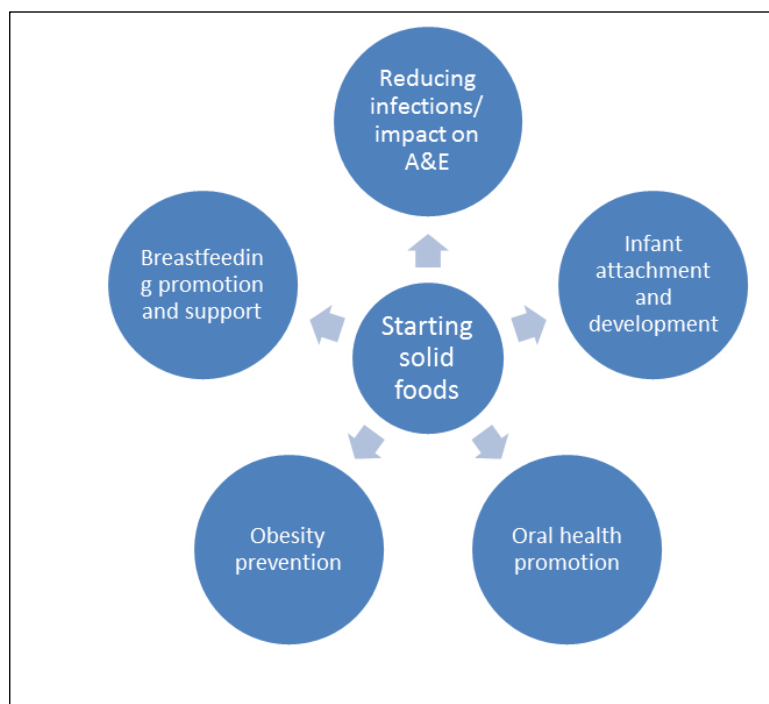 Reducing
infections/
impact on
A&E
Breastfeedin
g promotion
and support
Infant
attachment
and
development
Starting
solid
foods
Obesity
prevention
Oral health
promotion